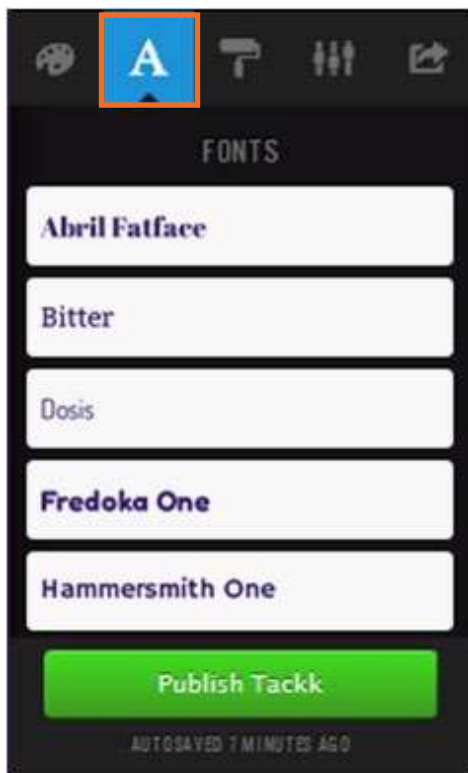 A
FONTS
Abril Fatface
Bitter
Dosis
Fredoka One
Hammersmith One
Publish Tackk
AUTOSAVED 7 MINUTES AGO